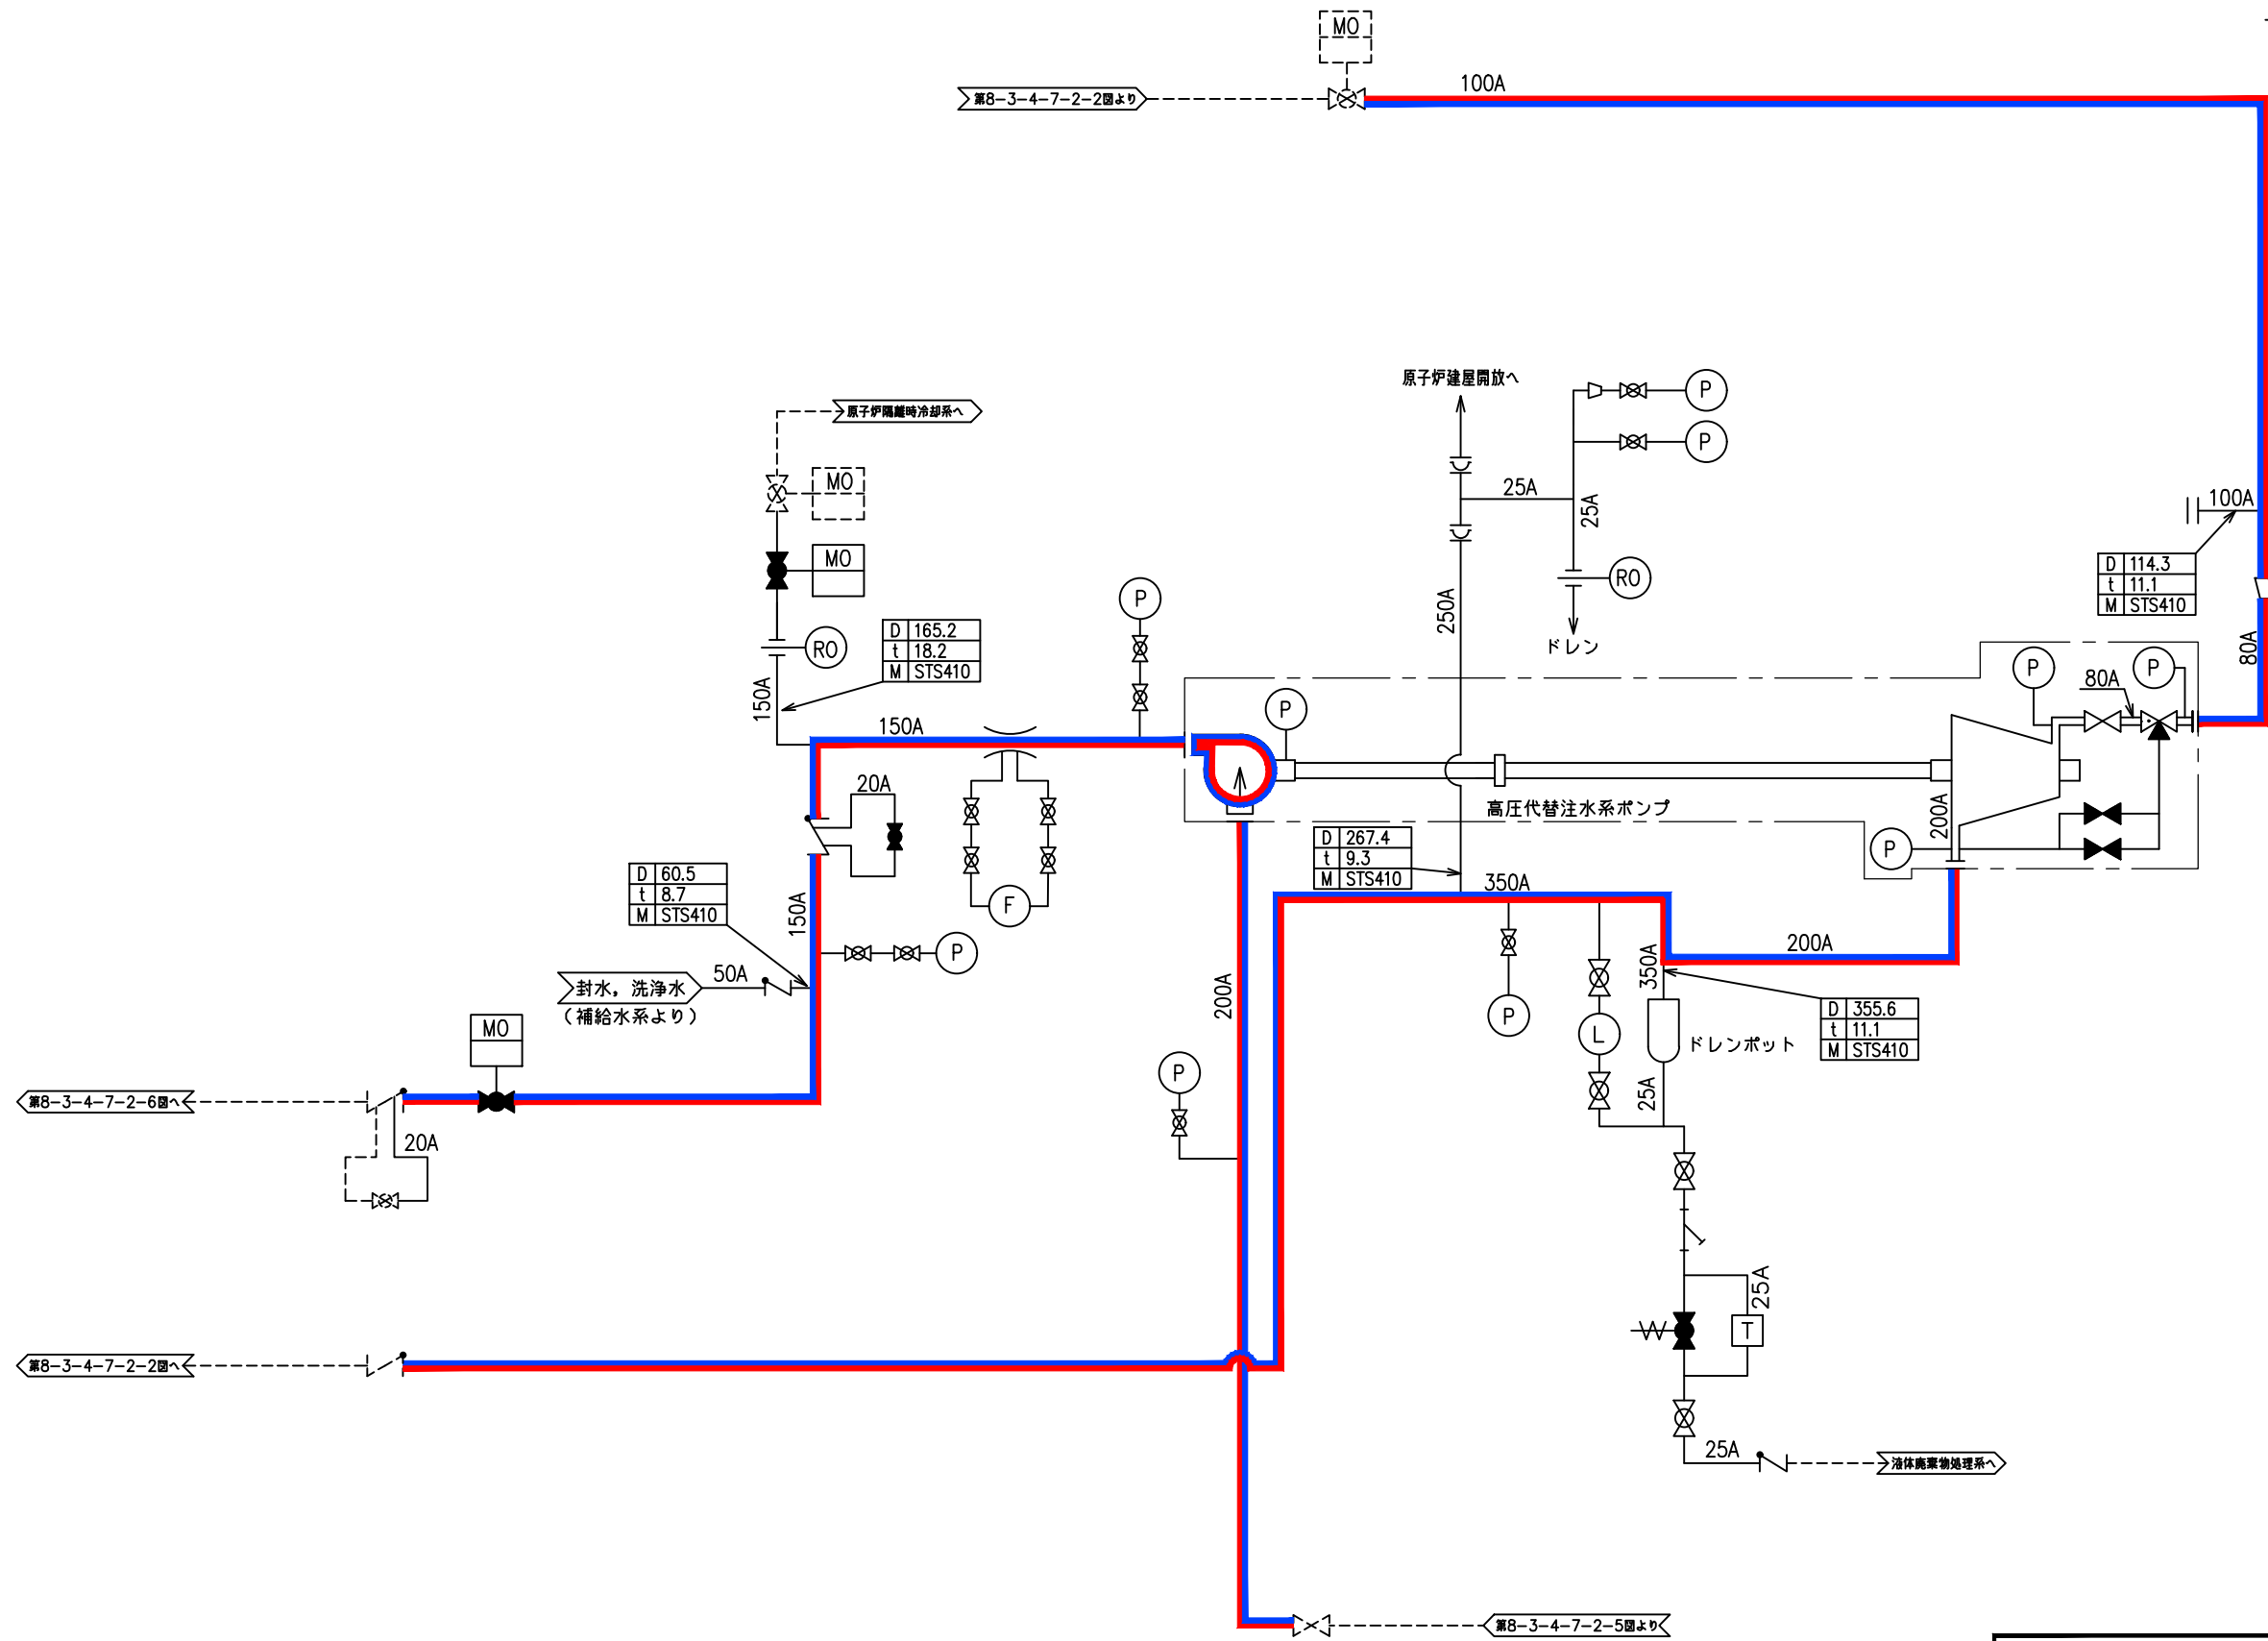 MO
100A
第8-3-4-7-2-2図より
原子炉建屋開放へ
P
原子炉隔離時冷却系へ
P
MO
25A
25A
100A
MO
D 114.3
t 11.1
M STS410
P
RO
250A
D 165.2
t 18.2
M STS410
RO
ドレン
80A
150A
P
P
80A
P
150A
20A
高圧代替注水系ポンプ
200A
D 267.4
t 9.3
M STS410
P
D 60.5
t 8.7
M STS410
350A
150A
F
200A
P
350A
50A
封水，洗浄水
(補給水系より)
200A
D 355.6
t 11.1
M STS410
P
L
MO
ドレンポット
P
25A
第8-3-4-7-2-6図へ
20A
25A
T
第8-3-4-7-2-2図へ
25A
液体廃棄物処理系へ
第8-3-4-7-2-5図より